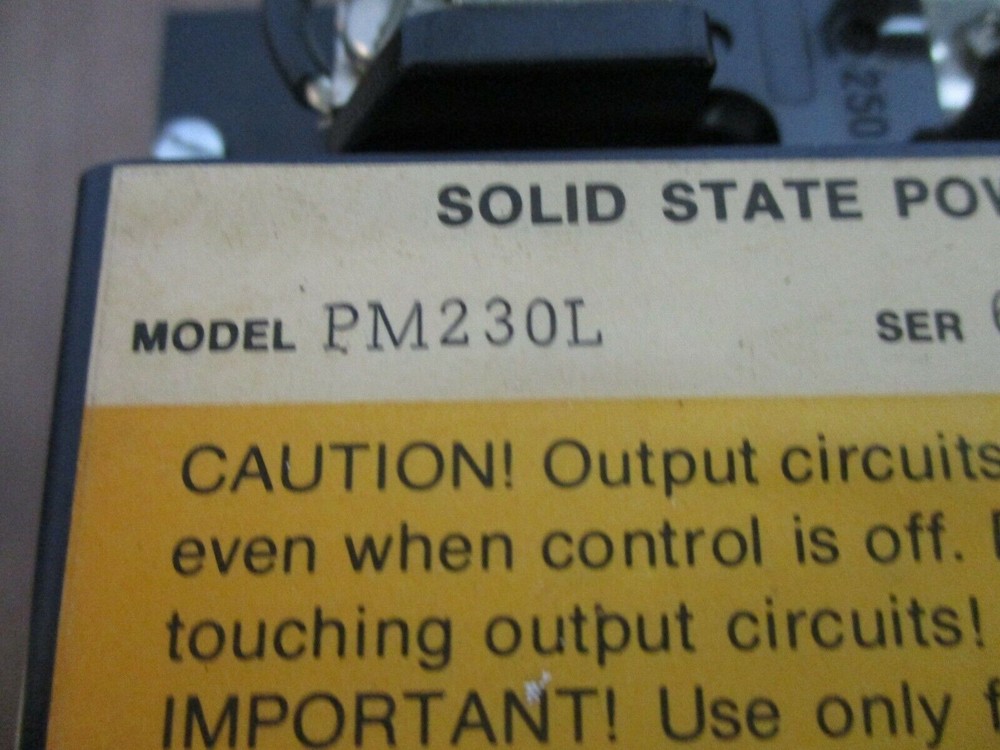 250
SOLID STATE
MODEL PM230L SER
CAUTION! Output circuits
even when control is off.
touching output circuits!
IMPORTANT! Use only